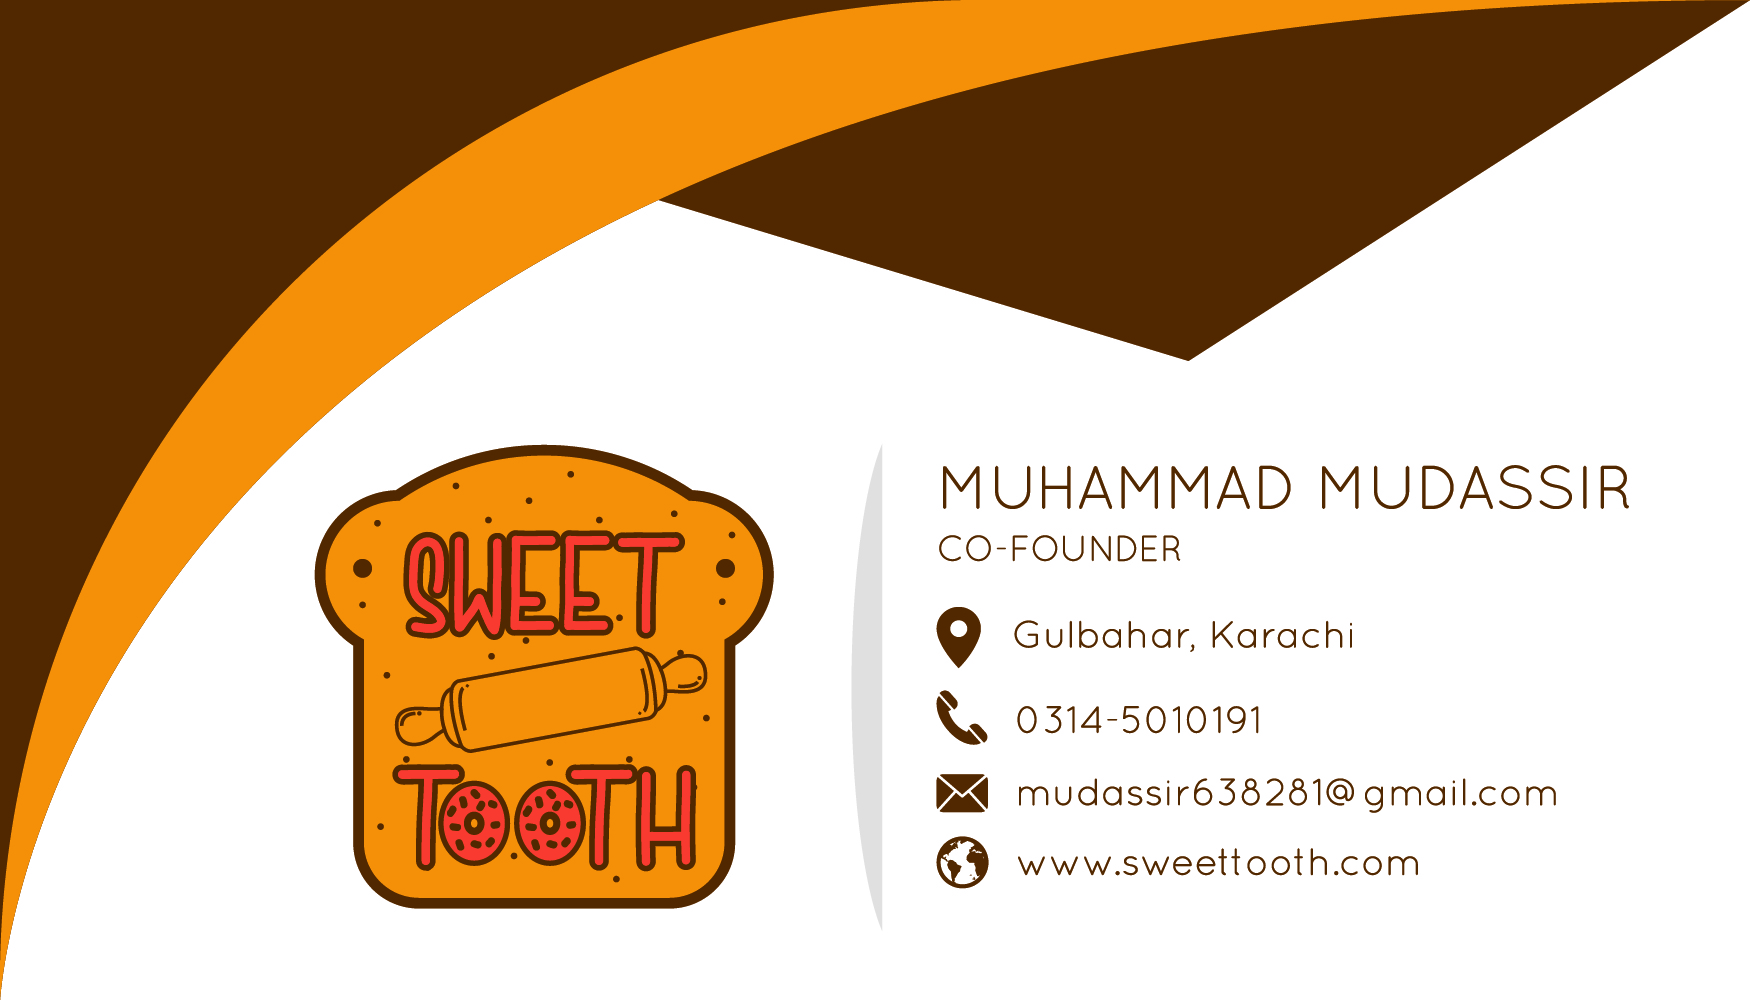 SWEET
TOOTH
MUHAMMAD MUDASSIR
CO-FOUNDER
Gulbahar, Karachi
0314-5010191
mudassir638281@gmail.com
www.sweettooth.com